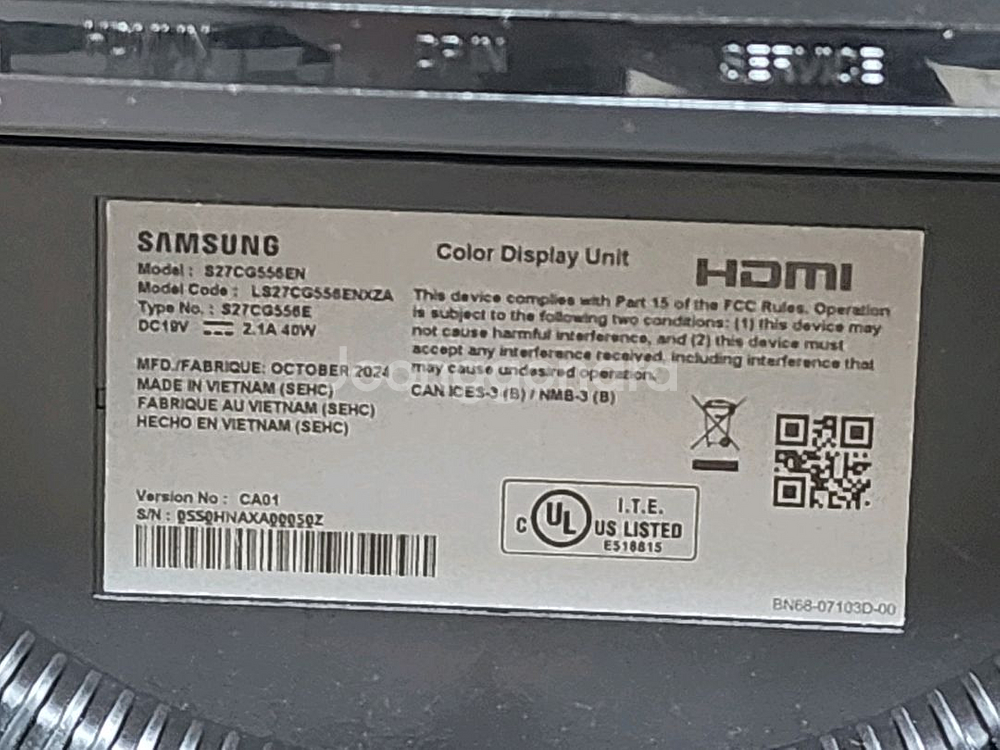 HDMI IN
DP IN
SERVICE
SAMSUNG
Model : S27CG556EN
Model Code : LS27CG556ENXZA
Type No. : S27CG556E
DC19V 2.1A 40W
MFD./FABRIQUE: OCTOBER 2024
MADE IN VIETNAM (SEHC)
FABRIQUE AU VIETNAM (SEHC)
HECHO EN VIETNAM (SEHC)
Version No : CA01
S/N : 0SS0HNAXA00050Z
Color Display Unit
HDMI
This device complies with Part 15 of the FCC Rules. Operation
is subject to the following two conditions: (1) this device may
not cause harmful interference, and (2) this device must
accept any interference received, including interference that
may cause undesired operation.
CAN ICES-3 (B) / NMB-3 (B)
C UL US LISTED
I.T.E.
E518815
BN68-07103D-00
Joonggonara